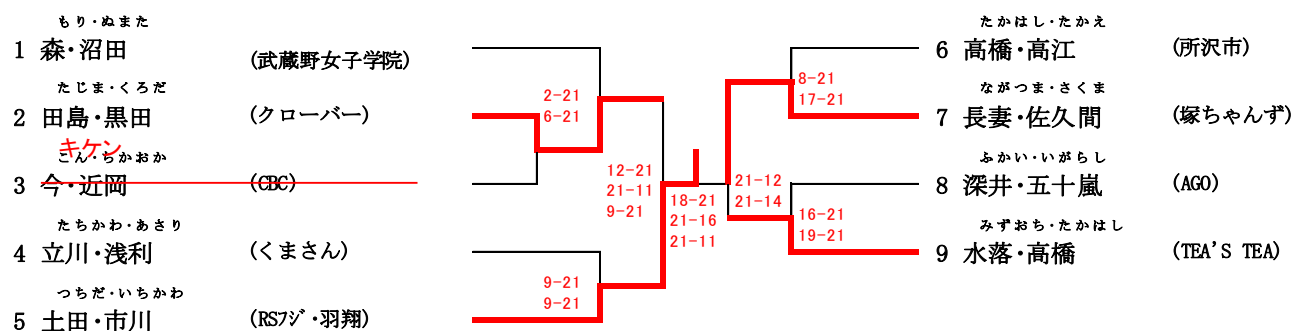 もり・ぬまた
1 森・沼田 (武蔵野女子学院)
たじま・くろだ
2 田島・黒田 (クローバー)
キケン
こん・ちかおか
3 今・近岡 (CBC)
たちかわ・あさり
4 立川・浅利 (くまさん)
つちだ・いちかわ
5 土田・市川 (RSﾌｼﾞ・羽翔)
2-21
6-21
12-21
21-11
9-21
9-21
9-21
18-21
21-16
21-11
21-12
21-14
8-21
17-21
16-21
19-21
たかはし・たかえ
6 高橋・高江 (所沢市)
ながつま・さくま
7 長妻・佐久間 (塚ちゃんず)
ふかい・いがらし
8 深井・五十嵐 (AGO)
みずおち・たかはし
9 水落・高橋 (TEA'S TEA)